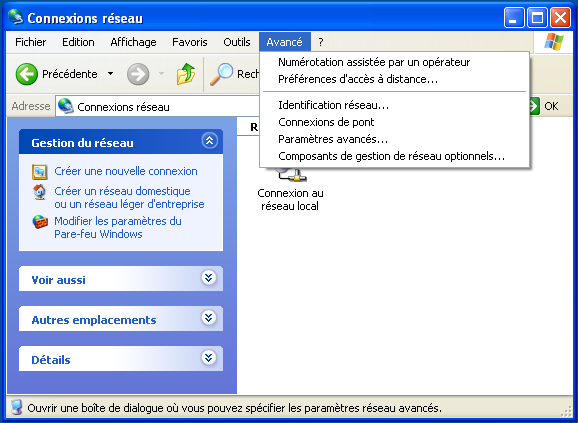 Connexions réseau
Fichier Edition Affichage Favoris Outils Avancé ?
Précédente
Numérotation assistée par un opérateur
Préférences d'accès à distance...
Identification réseau...
Connexions de pont
Paramètres avancés...
Composants de gestion de réseau optionnels...
Adresse Connexions réseau OK
Gestion du réseau
Créer une nouvelle connexion
Créer un réseau domestique
ou un réseau léger d'entreprise
Modifier les paramètres du
Pare-feu Windows
Voir aussi
Autres emplacements
Détails
Connexion au
réseau local
Ouvrir une boîte de dialogue où vous pouvez spécifier les paramètres réseau avancés.